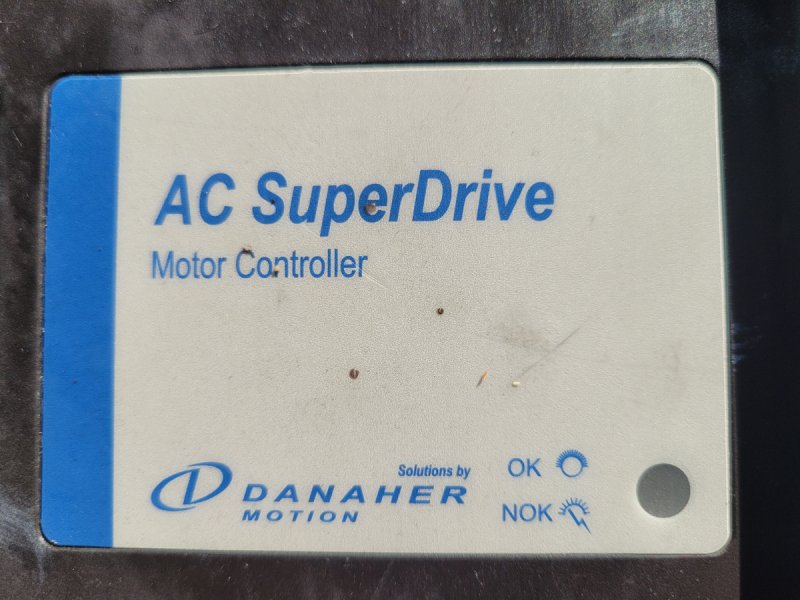 AC SuperDrive
Motor Controller
Solutions by
DANAHER
MOTION
OK
NOK